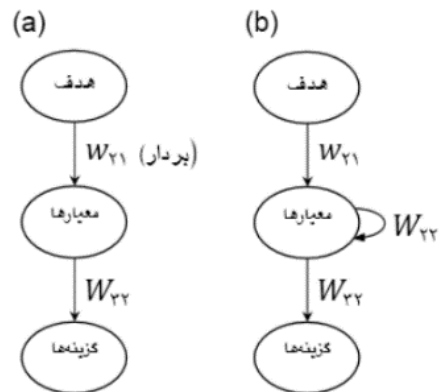 (a)
هدف
w۲۱ (بردار)
معیارها
W۳۲
گزینه‌ها
(b)
هدف
w۲۱
معیارها
W۲۲
W۳۲
گزینه‌ها